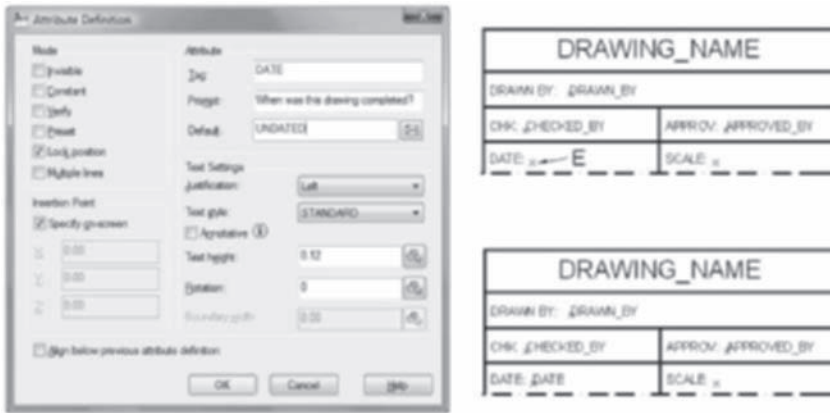 Attribute Definition
Mode
Invisible
Constant
Verify
Preset
Lock position
Multiple lines
Insertion Point
Specify on-screen
X: 0.00
Y: 0.00
Z: 0.00
Align below previous attribute definition
Attribute
Tag: DATE
Prompt: When was this drawing completed?
Default: UNDATED
Text Settings
Justification: Left
Text style: STANDARD
Annotative
Text height: 0.12
Rotation: 0
Boundary width: 0.00
OK Cancel Help
DRAWING_NAME
DRAWN BY: DRAWN_BY
CHK: CHECKED_BY APPROV: APPROVED_BY
DATE: x E SCALE: x
DRAWING_NAME
DRAWN BY: DRAWN_BY
CHK: CHECKED_BY APPROV: APPROVED_BY
DATE: DATE SCALE: x